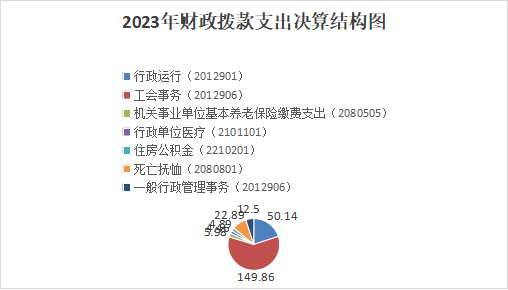 2023年财政拨款支出决算结构图
行政运行（2012901）
工会事务（2012906）
机关事业单位基本养老保险缴费支出（2080505）
行政单位医疗（2101101）
住房公积金（2210201）
死亡抚恤（2080801）
一般行政管理事务（2012906）
12.5
50.14
22.89
5.98
149.86